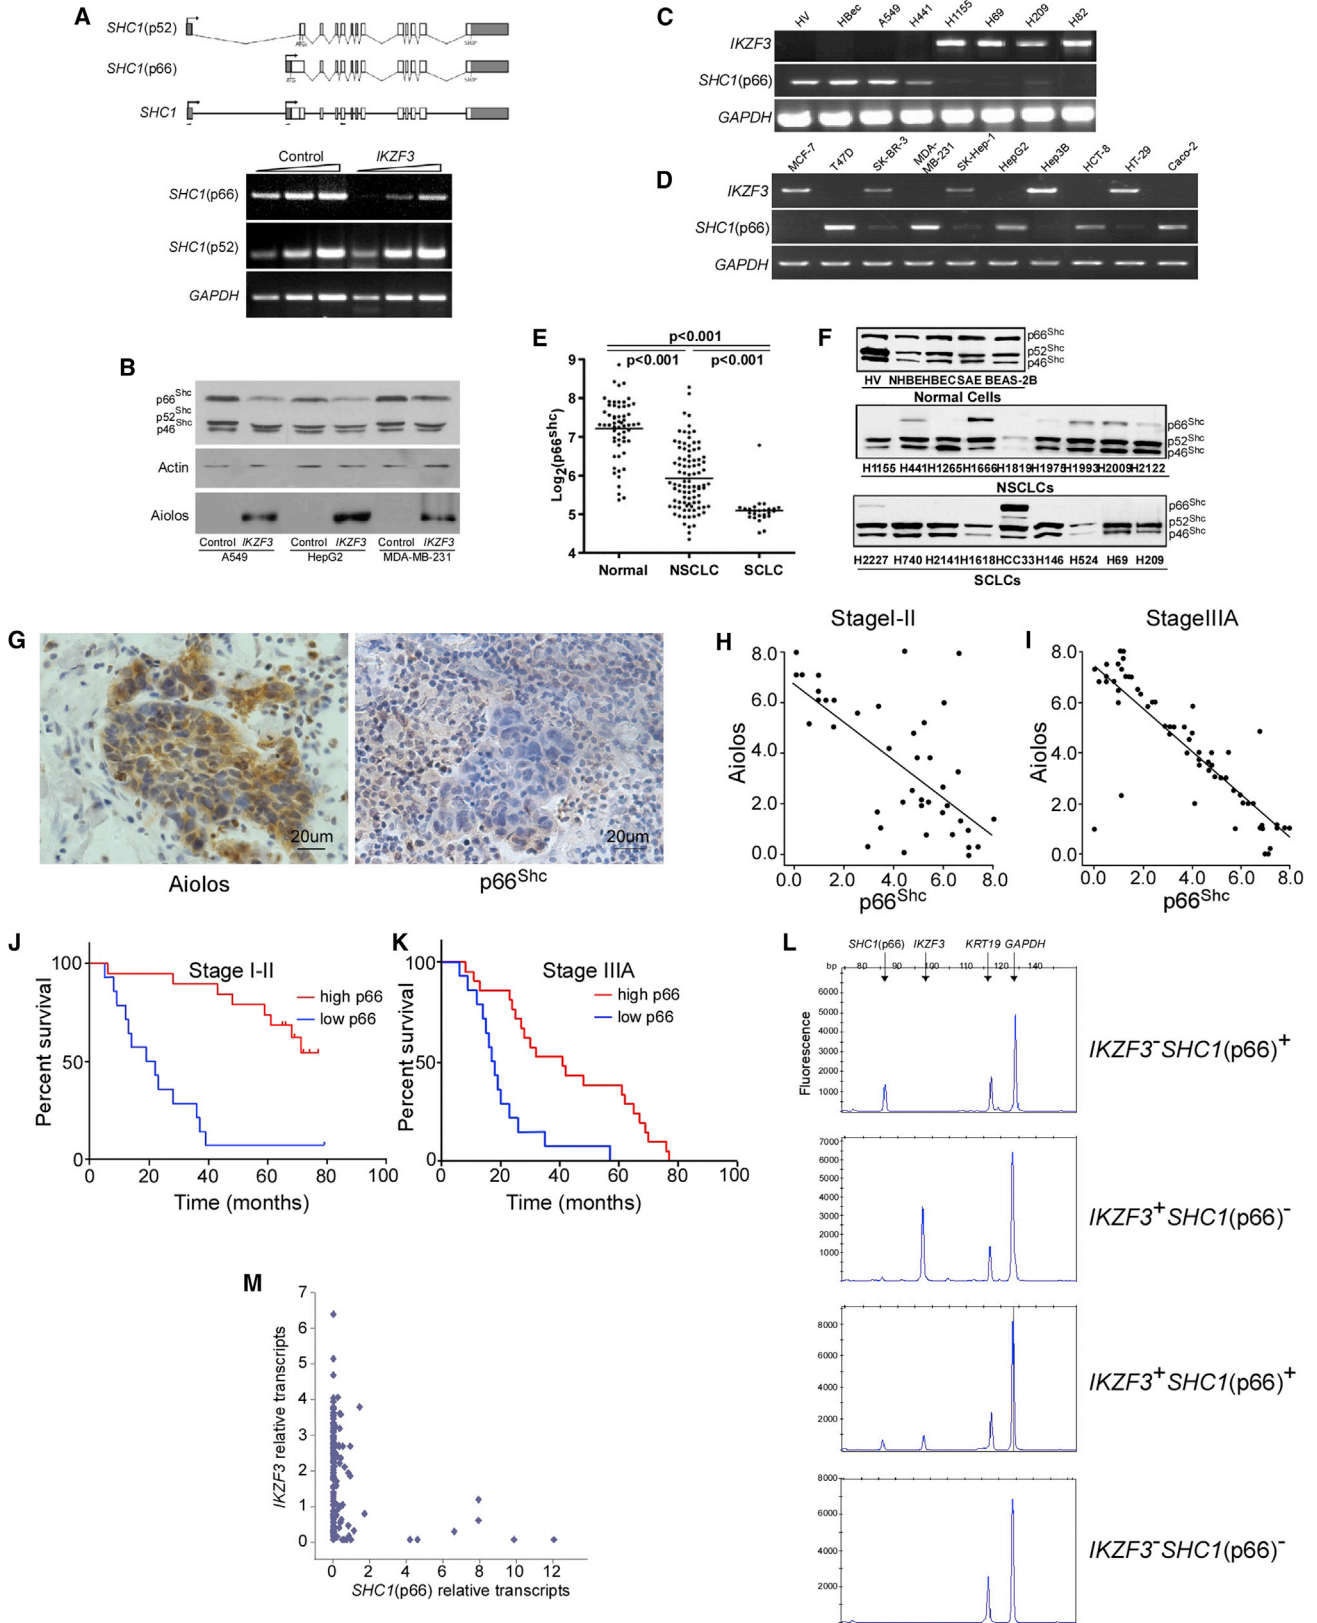 A
SHC1(p52)
ATGs
STOP
SHC1(p66)
ATG
STOP
SHC1
Control IKZF3
SHC1(p66)
SHC1(p52)
GAPDH
B
p66Shc
p52Shc
p46Shc
Actin
Aiolos
Control IKZF3 Control IKZF3 Control IKZF3
A549 HepG2 MDA-MB-231
C
HV HBec A549 H441 H1155 H69 H209 H82
IKZF3
SHC1(p66)
GAPDH
D
MCF-7 T47D SK-BR-3 MDA-MB-231 SK-Hep-1 HepG2 Hep3B HCT-8 HT-29 Caco-2
IKZF3
SHC1(p66)
GAPDH
E
p<0.001
p<0.001 p<0.001
Log2(p66shc)
9
8
7
6
5
4
Normal NSCLC SCLC
F
p66Shc
p52Shc
p46Shc
HV NHBE HBEC SAE BEAS-2B
Normal Cells
p66Shc
p52Shc
p46Shc
H1155 H441 H1265 H1666 H1819 H1975 H1993 H2009 H2122
NSCLCs
p66Shc
p52Shc
p46Shc
H2227 H740 H2141 H1618 HCC33 H146 H524 H69 H209
SCLCs
G
20um 20um
Aiolos p66Shc
H
StageI-II
Aiolos
8.0
6.0
4.0
2.0
0.0
0.0 2.0 4.0 6.0 8.0
p66Shc
I
StageIIIA
Aiolos
8.0
6.0
4.0
2.0
0.0
0.0 2.0 4.0 6.0 8.0
p66Shc
J
Stage I-II
high p66
low p66
Percent survival
100
50
0
0 20 40 60 80 100
Time (months)
K
Stage IIIA
high p66
low p66
Percent survival
100
50
0
0 20 40 60 80 100
Time (months)
L
SHC1(p66) IKZF3 KRT19 GAPDH
bp 80 90 100 110 120 140
Fluorescence
6000
5000
4000
3000
2000
1000
IKZF3-SHC1(p66)+
7000
6000
5000
4000
3000
2000
1000
IKZF3+SHC1(p66)-
8000
6000
4000
2000
IKZF3+SHC1(p66)+
8000
6000
4000
2000
IKZF3-SHC1(p66)-
M
IKZF3 relative transcripts
7
6
5
4
3
2
1
0
0 2 4 6 8 10 12
SHC1(p66) relative transcripts